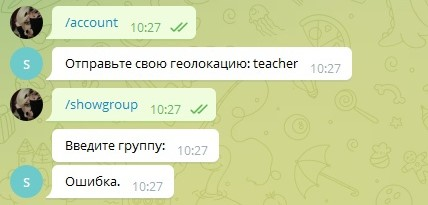 /account 10:27
S Отправьте свою геолокацию: teacher 10:27
/showgroup 10:27
Введите группу: 10:27
S Ошибка. 10:27